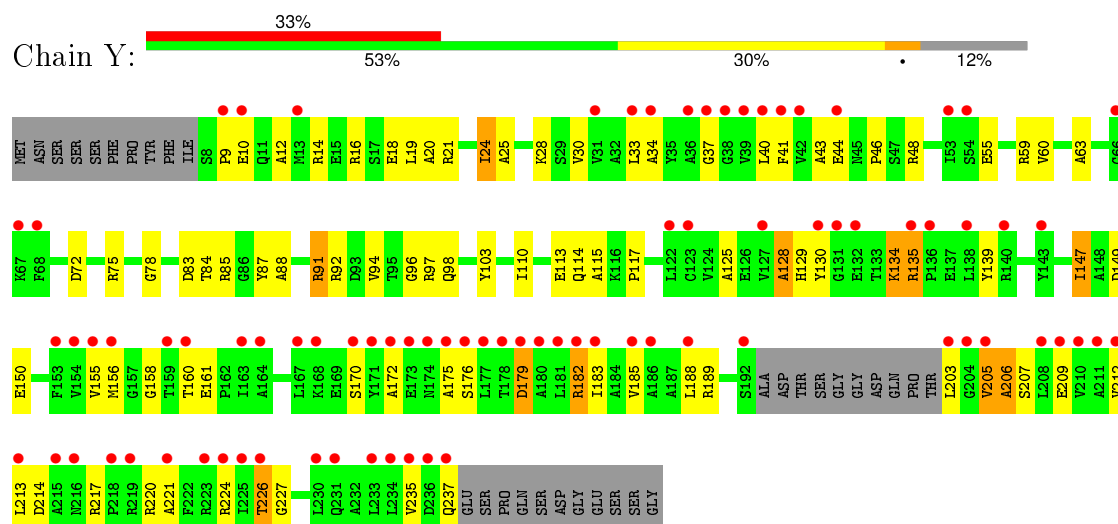 33%
Chain Y:
53% 30% • 12%
MET ASN SER SER SER PHE PRO TYR PHE ILE S8 P9 E10 Q11 A12 M13 R14 E15 R16 S17 E18 L19 A20 R21 I24 A25 K28 S29 V30 V31 A32 L33 A34 Y35 A36 G37 G38 V39 L40 F41 V42 A43 E44 N45 P46 S47 R48 I53 S54 E55 R59 V60 A63 G66
K67 F68 D72 R75 G78 D83 T84 R85 G86 Y87 A88 R91 R92 D93 V94 T95 G96 R97 Q98 Y103 I110 E113 Q114 A115 K116 P117 L122 C123 V124 A125 E126 V127 A128 H129 Y130 G131 E132 T133 K134 R135 P136 E137 L138 Y139 R140 Y143 I147 A148 D149
E150 F153 V154 V155 M156 G157 G158 T159 T160 E161 P162 I163 A164 L167 K168 E169 S170 Y171 A172 E173 N174 A175 S176 L177 T178 D179 A180 L181 R182 I183 A184 V185 A186 A187 L188 R189 S192 ALA ASP THR SER GLY GLY ASP GLN PRO THR L203 G204 V205 A206 S207 L208 E209 V210 A211 V212
L213 D214 A215 N216 R217 P218 R219 R220 A221 F222 R223 R224 I225 T226 G227 L230 Q231 A232 L233 L234 V235 D236 Q237 GLU SER PRO GLN SER ASP GLY GLU SER SER GLY